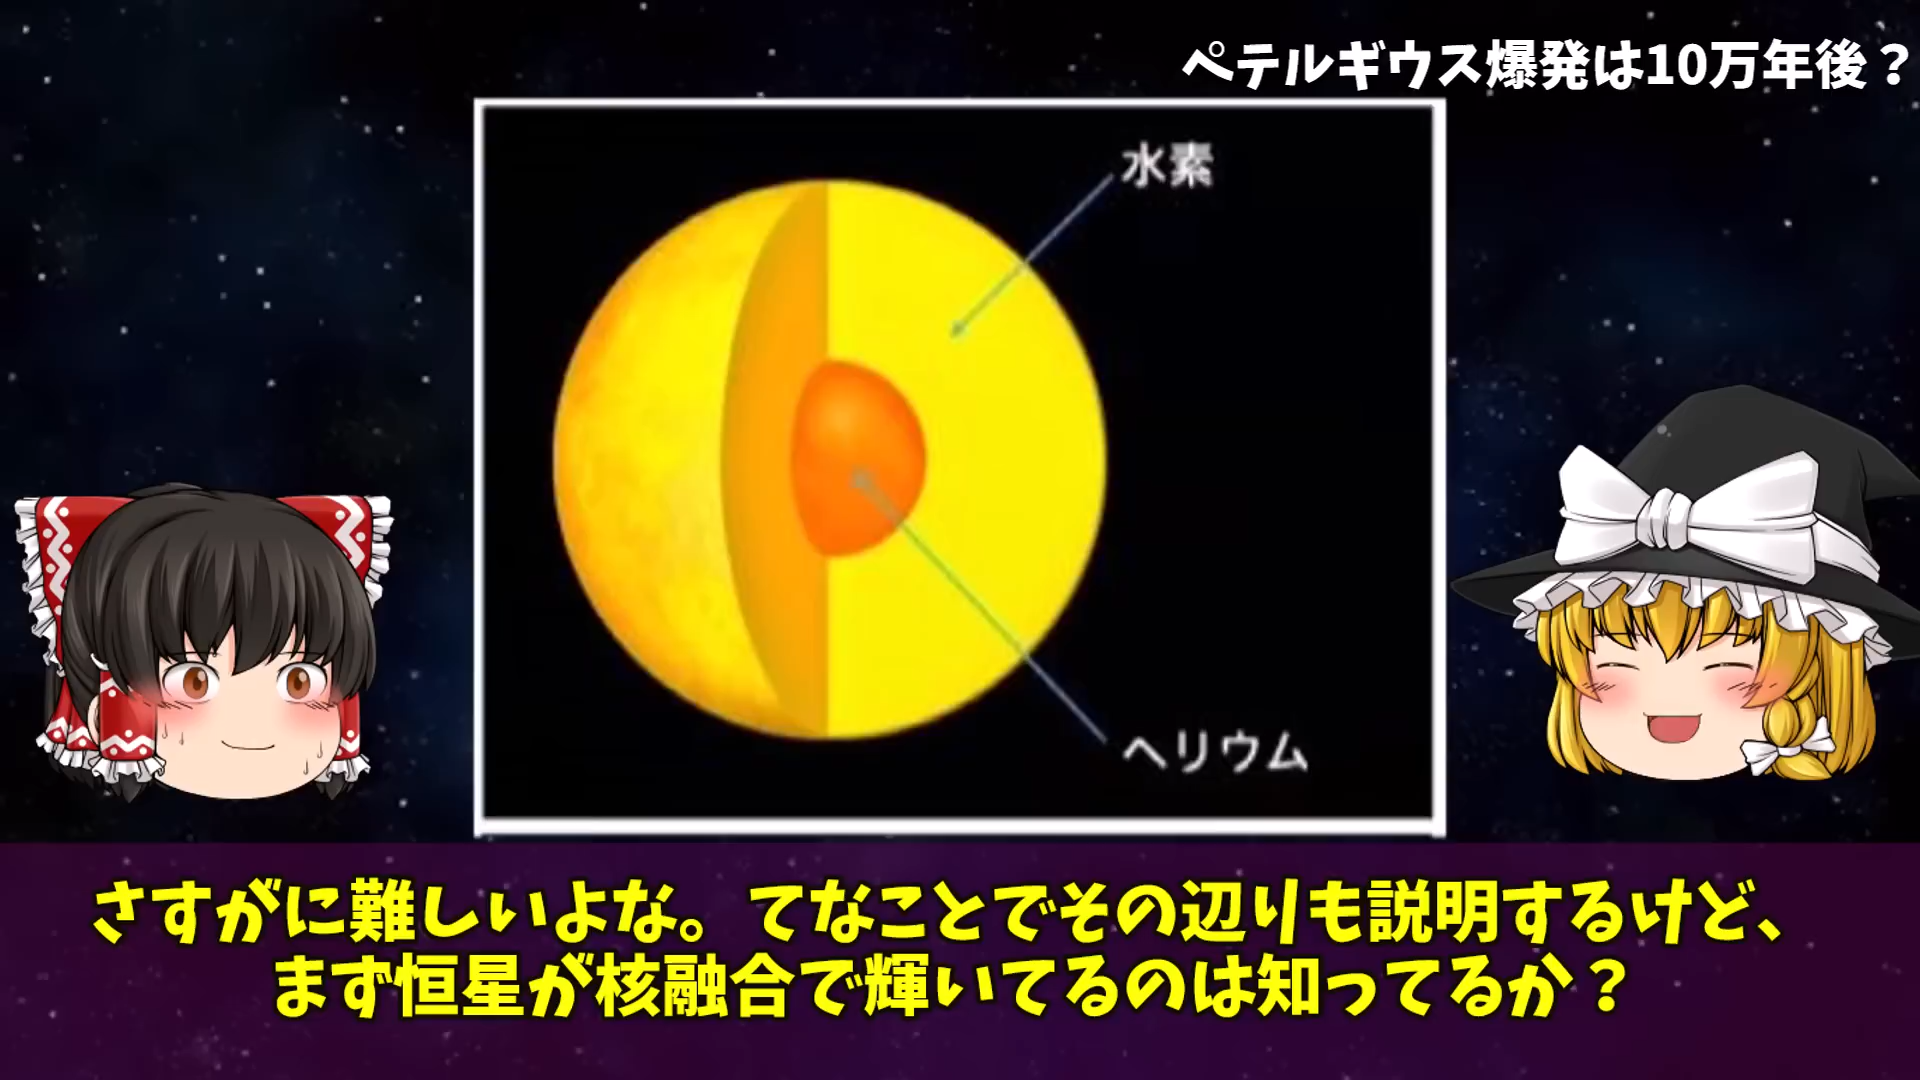 ペテルギウス爆発は10万年後？
水素
ヘリウム
さすがに難しいよな。てなことでその辺りも説明するけど、
まず恒星が核融合で輝いてるのは知ってるか？